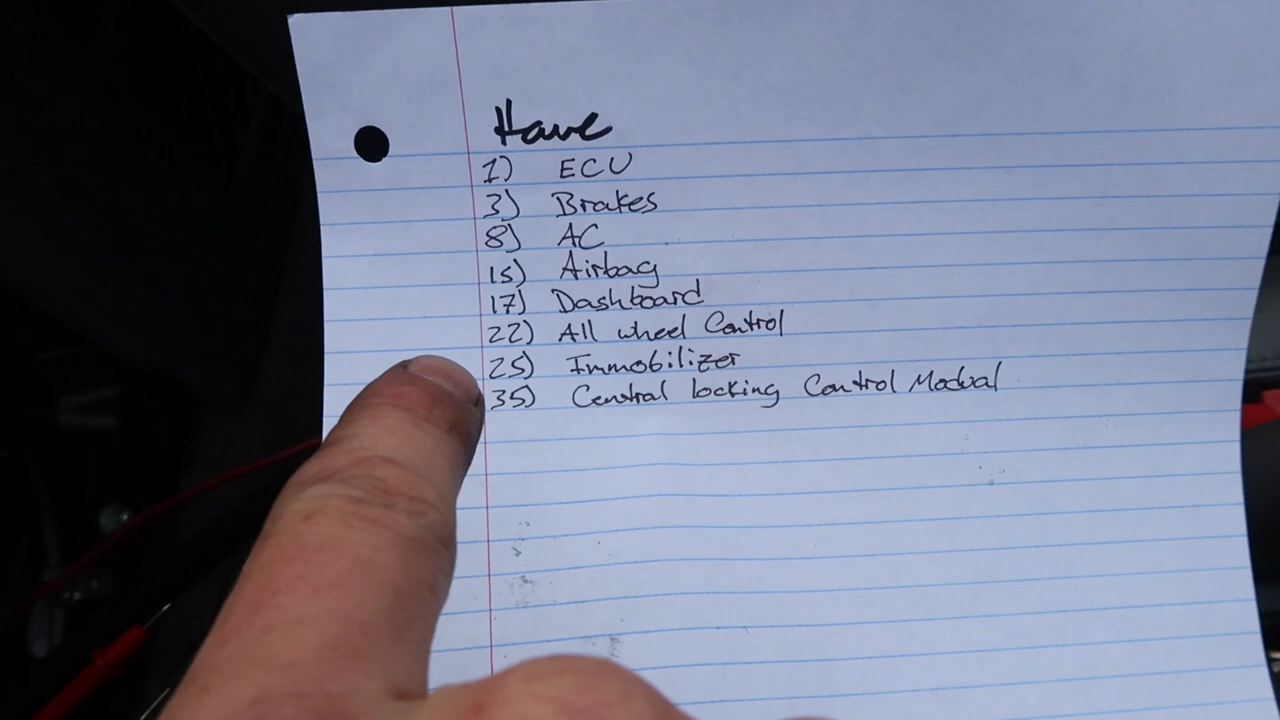 Have
1) ECU
3) Brakes
8) AC
15) Airbag
17) Dashboard
22) All wheel Control
25) Immobilizer
35) Central locking Control Modual